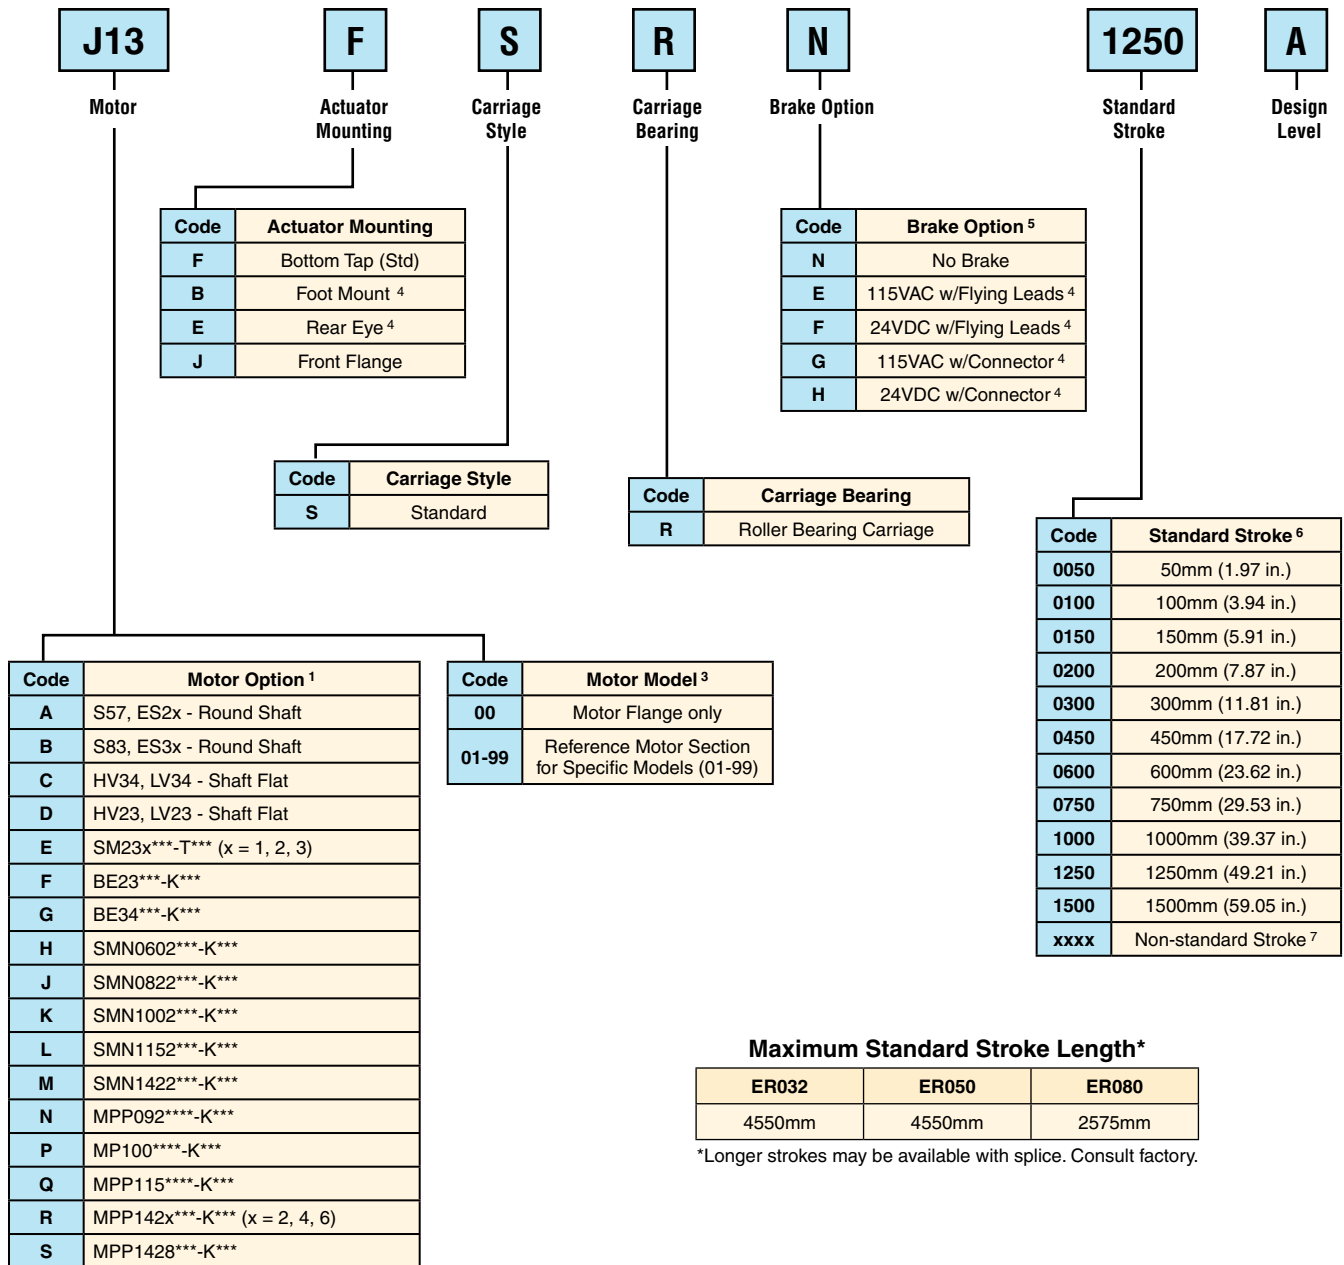 J13 F S R N 1250 A
Motor
Actuator
Mounting
Carriage
Style
Carriage
Bearing
Brake Option
Standard
Stroke
Design
Level
Code Actuator Mounting
F Bottom Tap (Std)
B Foot Mount 4
E Rear Eye 4
J Front Flange
Code Brake Option 5
N No Brake
E 115VAC w/Flying Leads 4
F 24VDC w/Flying Leads 4
G 115VAC w/Connector 4
H 24VDC w/Connector 4
Code Carriage Style
S Standard
Code Carriage Bearing
R Roller Bearing Carriage
Code Standard Stroke 6
0050 50mm (1.97 in.)
0100 100mm (3.94 in.)
0150 150mm (5.91 in.)
0200 200mm (7.87 in.)
0300 300mm (11.81 in.)
0450 450mm (17.72 in.)
0600 600mm (23.62 in.)
0750 750mm (29.53 in.)
1000 1000mm (39.37 in.)
1250 1250mm (49.21 in.)
1500 1500mm (59.05 in.)
xxxx Non-standard Stroke 7
Code Motor Option 1
A S57, ES2x - Round Shaft
B S83, ES3x - Round Shaft
C HV34, LV34 - Shaft Flat
D HV23, LV23 - Shaft Flat
E SM23x***-T*** (x = 1, 2, 3)
F BE23***-K***
G BE34***-K***
H SMN0602***-K***
J SMN0822***-K***
K SMN1002***-K***
L SMN1152***-K***
M SMN1422***-K***
N MPP092****-K***
P MP100****-K***
Q MPP115****-K***
R MPP142x***-K*** (x = 2, 4, 6)
S MPP1428***-K***
Code Motor Model 3
00 Motor Flange only
01-99 Reference Motor Section
for Specific Models (01-99)
Maximum Standard Stroke Length*
ER032 ER050 ER080
4550mm 4550mm 2575mm
*Longer strokes may be available with splice. Consult factory.